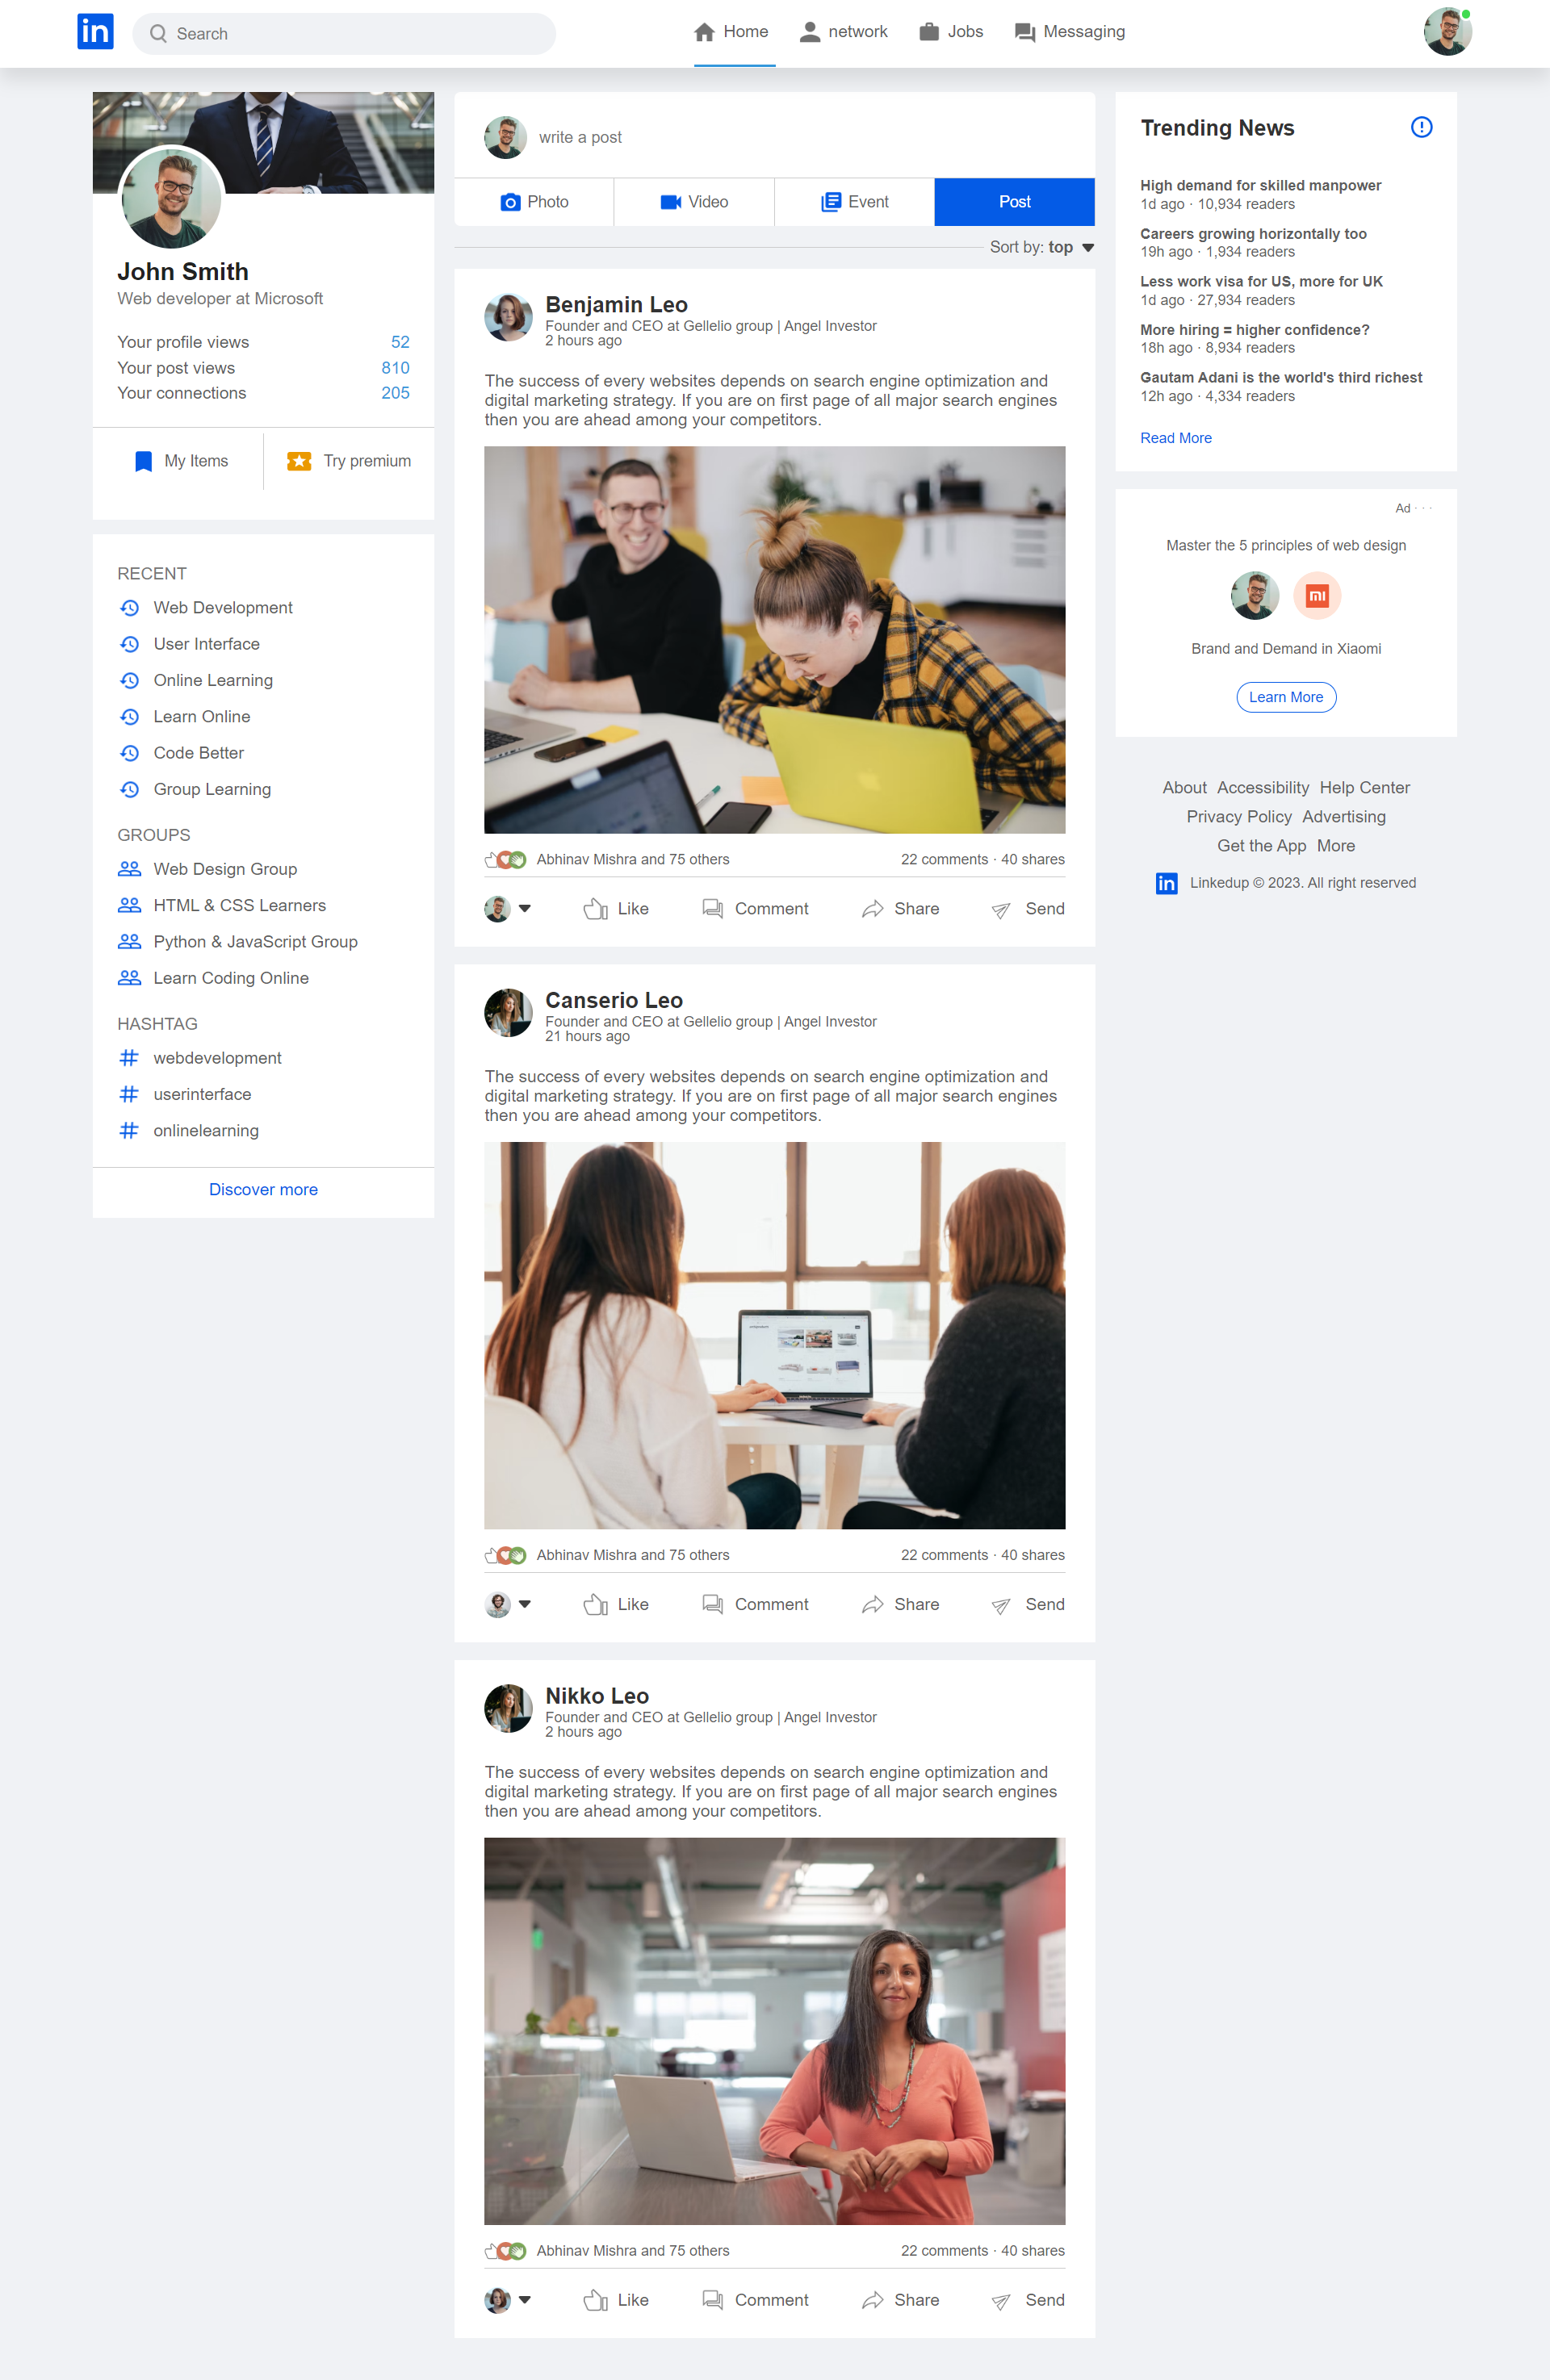 in
Search
Home
network
Jobs
Messaging
John Smith
Web developer at Microsoft
Your profile views 52
Your post views 810
Your connections 205
My Items
Try premium
RECENT
Web Development
User Interface
Online Learning
Learn Online
Code Better
Group Learning
GROUPS
Web Design Group
HTML & CSS Learners
Python & JavaScript Group
Learn Coding Online
HASHTAG
webdevelopment
userinterface
onlinelearning
Discover more
write a post
Photo
Video
Event
Post
Sort by: top
Benjamin Leo
Founder and CEO at Gellelio group | Angel Investor
2 hours ago
The success of every websites depends on search engine optimization and
digital marketing strategy. If you are on first page of all major search engines
then you are ahead among your competitors.
Abhinav Mishra and 75 others
22 comments · 40 shares
Like
Comment
Share
Send
Canserio Leo
Founder and CEO at Gellelio group | Angel Investor
21 hours ago
The success of every websites depends on search engine optimization and
digital marketing strategy. If you are on first page of all major search engines
then you are ahead among your competitors.
Abhinav Mishra and 75 others
22 comments · 40 shares
Like
Comment
Share
Send
Nikko Leo
Founder and CEO at Gellelio group | Angel Investor
2 hours ago
The success of every websites depends on search engine optimization and
digital marketing strategy. If you are on first page of all major search engines
then you are ahead among your competitors.
Abhinav Mishra and 75 others
22 comments · 40 shares
Like
Comment
Share
Send
Trending News
High demand for skilled manpower
1d ago · 10,934 readers
Careers growing horizontally too
19h ago · 1,934 readers
Less work visa for US, more for UK
1d ago · 27,934 readers
More hiring = higher confidence?
18h ago · 8,934 readers
Gautam Adani is the world's third richest
12h ago · 4,334 readers
Read More
Ad · · ·
Master the 5 principles of web design
mi
Brand and Demand in Xiaomi
Learn More
About Accessibility Help Center
Privacy Policy Advertising
Get the App More
in Linkedup © 2023. All right reserved